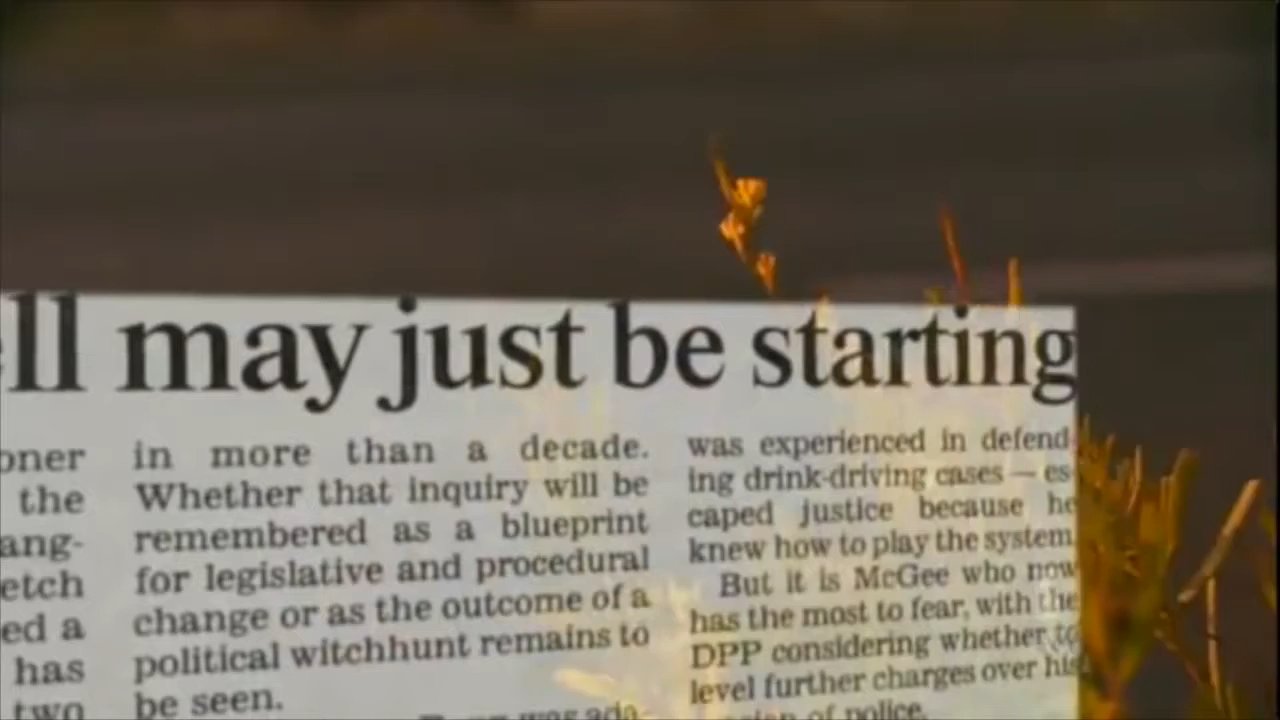 ll may just be starting
oner
the
ang-
etch
ed a
has
two
in more than a decade.
Whether that inquiry will be
remembered as a blueprint
for legislative and procedural
change or as the outcome of a
political witchhunt remains to
be seen.
was
was experienced in defend-
ing drink-driving cases — es-
caped justice because he
knew how to play the system.
But it is McGee who now
has the most to fear, with the
DPP considering whether to
level further charges over his
of police.